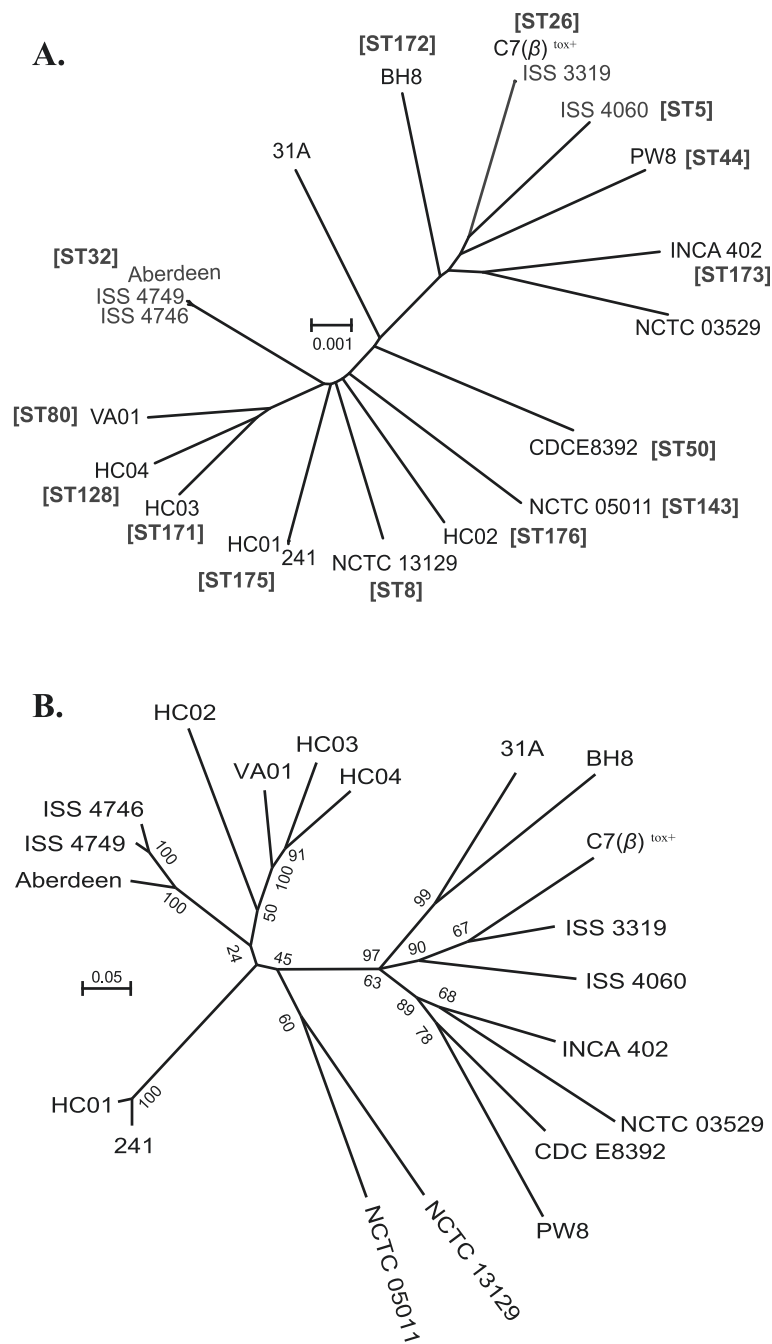 A.
[ST26]
[ST172]
C7(β) tox+
BH8
ISS 3319
ISS 4060 [ST5]
31A
PW8 [ST44]
INCA 402
[ST173]
[ST32]
Aberdeen
ISS 4749
ISS 4746
NCTC 03529
0.001
[ST80] VA01
CDCE8392 [ST50]
HC04
[ST128]
HC03
[ST171]
NCTC 05011 [ST143]
HC02 [ST176]
HC01 241
[ST175]
NCTC 13129
[ST8]
B.
HC02
HC03
VA01
HC04
31A
BH8
ISS 4746
ISS 4749
Aberdeen
100
100
91
100
50
24
45
C7(β) tox+
99
67
90
97
63
ISS 3319
ISS 4060
0.05
68
89
78
60
INCA 402
100
HC01
241
NCTC 03529
CDC E8392
PW8
NCTC 05011
NCTC 13129